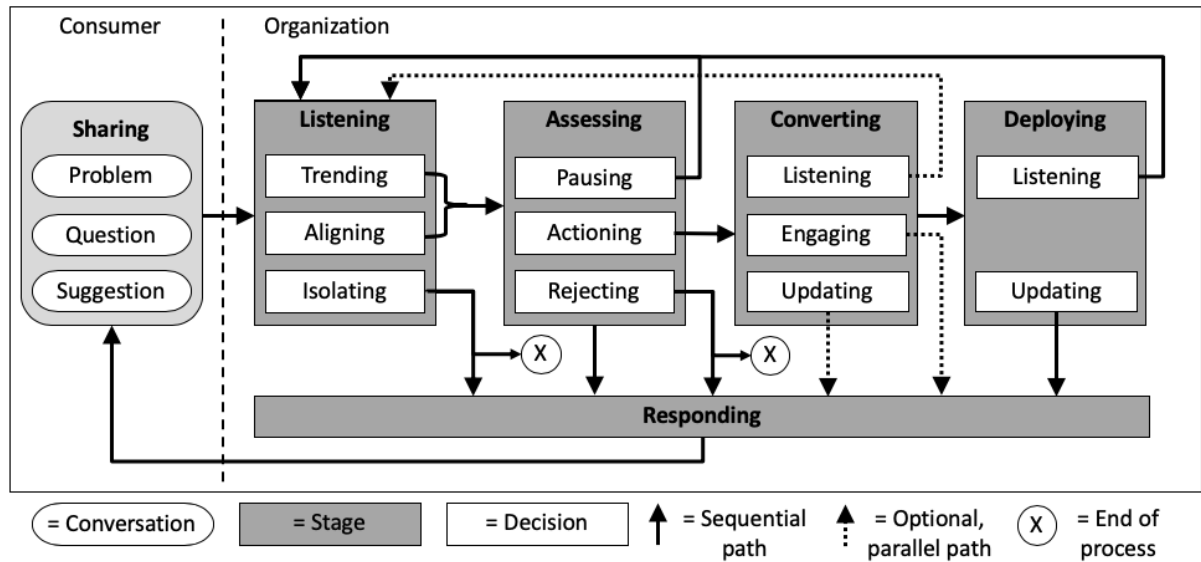 Consumer
Organization
Sharing
Problem
Question
Suggestion
Listening
Trending
Aligning
Isolating
Assessing
Pausing
Actioning
Rejecting
Converting
Listening
Engaging
Updating
Deploying
Listening
Updating
X
X
Responding
= Conversation
= Stage
= Decision
= Sequential
path
= Optional,
parallel path
X
= End of
process